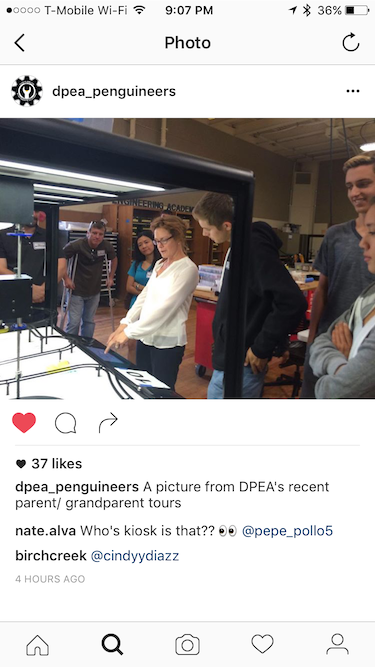 T-Mobile Wi-Fi 9:07 PM 36%
Photo
dpea_penguineers
ENGINEERING ACADEMY
37 likes
dpea_penguineers A picture from DPEA's recent
parent/ grandparent tours
nate.alva Who's kiosk is that?? 👀 @pepe_pollo5
birchcreek @cindyydiazz
4 HOURS AGO